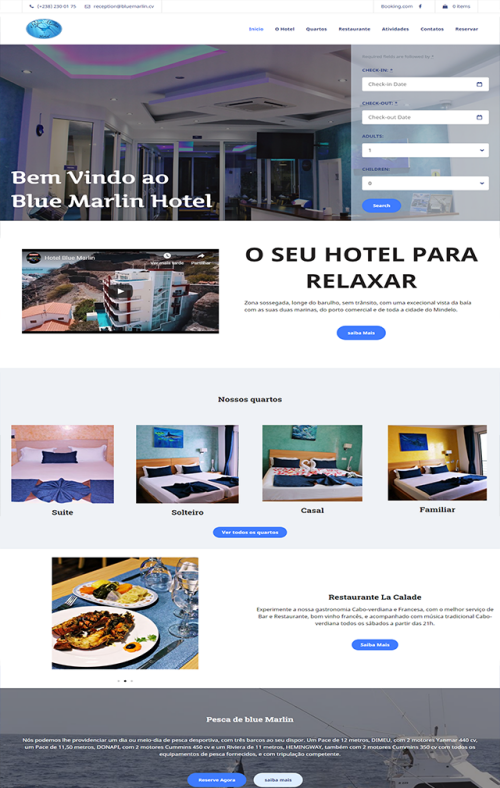 (+238) 230 01 75 reception@bluemarlin.cv Booking.com 0 items
Inicio O Hotel Quartos Restaurante Atividades Contatos Reservar
Required fields are followed by *
CHECK-IN: *
Check-in Date
CHECK-OUT: *
Check-out Date
ADULTS:
1
CHILDREN:
0
Search
Bem Vindo ao
Blue Marlin Hotel
Hotel Blue Marlin
Partilhar
O SEU HOTEL PARA
RELAXAR
Zona sossegada, longe do barulho, sem trânsito, com uma excecional vista da baía
com as suas duas marinas, do porto comercial e de toda a cidade do Mindelo.
saiba Mais
Nossos quartos
Suite Solteiro Casal Familiar
Ver todos os quartos
Restaurante La Calade
Experimente a nossa gastronomia Cabo-verdiana e Francesa, com o melhor serviço de
Bar e Restaurante, bom vinho francês, e acompanhado com música tradicional Cabo-
verdiana todos os sábados a partir das 21h.
Saiba Mais
Pesca de blue Marlin
Nós podemos lhe providenciar um dia ou meio-dia de pesca desportiva, com três barcos ao seu dispor. Um Pace de 12 metros, DIMEU, com 2 motores Yanmar 440 cv,
um Pace de 11,50 metros, DONAPI, com 2 motores Cummins 450 cv e um Riviera de 11 metros, HEMINGWAY, também com 2 motores Cummins 350 cv com todos os
equipamentos de pesca fornecidos, e com tripulação competente.
Reserve Agora saiba mais